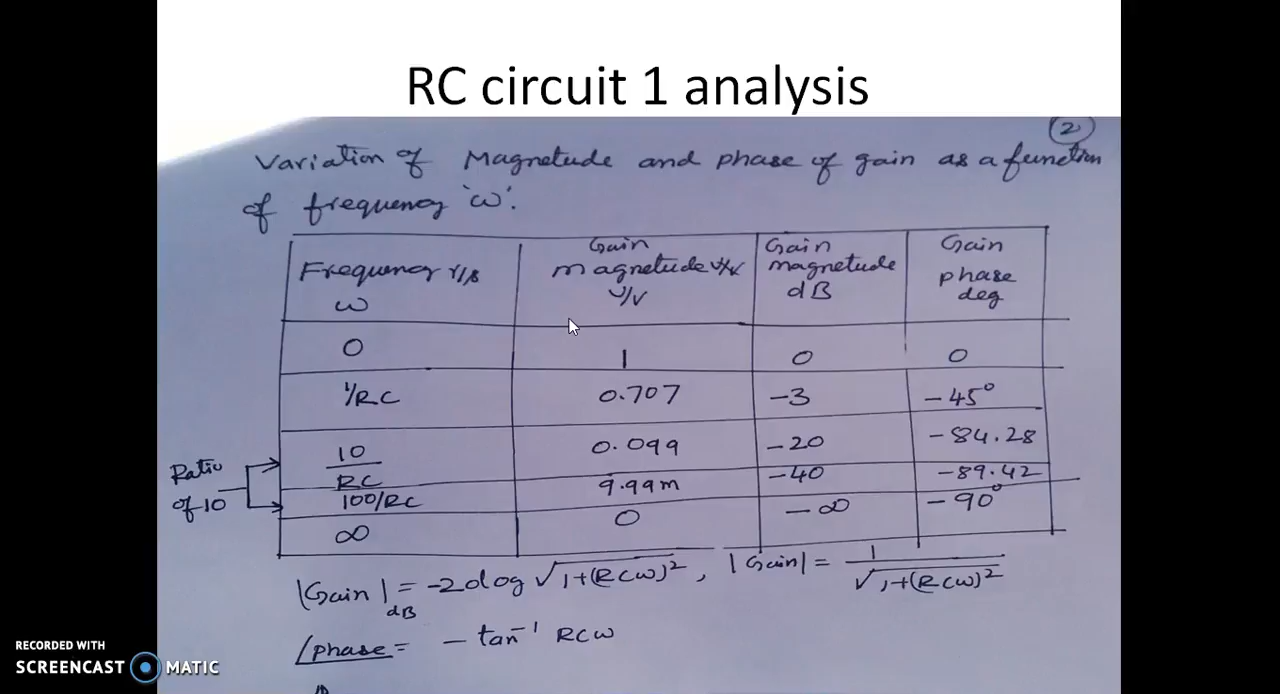 RC circuit 1 analysis
2
Variation of Magnetude and phase of gain as a function
of frequency 'ω'.
Frequency r/s ω | Gain magnetude v/v V/V | Gain magnetude dB | Gain phase deg
0 | 1 | 0 | 0
1/RC | 0.707 | -3 | -45°
10/RC | 0.099 | -20 | -84.28
100/RC | 9.99m | -40 | -89.42
∞ | 0 | -∞ | -90°
Ratio
of 10
|Gain|dB = -20log √1+(RCω)², |Gain| = 1/√1+(RCω)²
∠phase = - tan⁻¹ RCω
RECORDED WITH
SCREENCAST MATIC